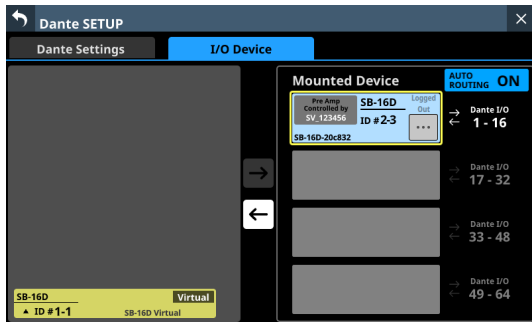 Dante SETUP
Dante Settings
I/O Device
Mounted Device
AUTO ROUTING ON
Pre Amp
Controlled by
SV_123456
SB-16D
ID #2-3
Logged
Out
...
SB-16D-20c832
Dante I/O
1 - 16
Dante I/O
17 - 32
Dante I/O
33 - 48
Dante I/O
49 - 64
SB-16D
Virtual
ID #1-1
SB-16D Virtual